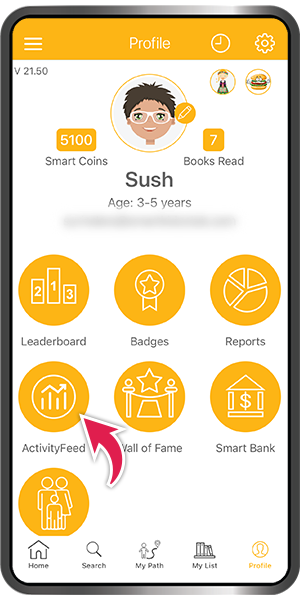 Profile
V 21.50
5100
7
Smart Coins
Books Read
Sush
Age: 3-5 years
2 1 3
$
Leaderboard
Badges
Reports
ActivityFeed
Wall of Fame
Smart Bank
Home
Search
My Path
My List
Profile